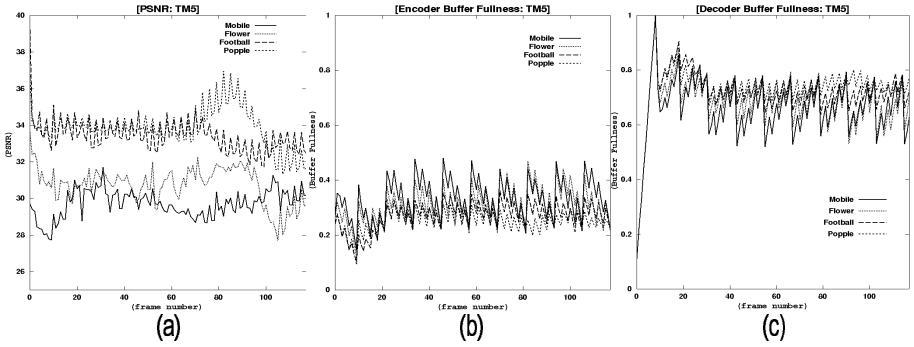 [PSNR: TM5]
40
38
36
34
32
30
28
26
(PSNR)
Mobile
Flower
Football
Popple
0 20 40 60 80 100
(frame number)
(a)
[Encoder Buffer Fullness: TM5]
1
0.8
0.6
0.4
0.2
0
(Buffer Fullness)
Mobile
Flower
Football
Popple
0 20 40 60 80 100
(frame number)
(b)
[Decoder Buffer Fullness: TM5]
1
0.8
0.6
0.4
0.2
0
(Buffer Fullness)
Mobile
Flower
Football
Popple
0 20 40 60 80 100
(frame number)
(c)